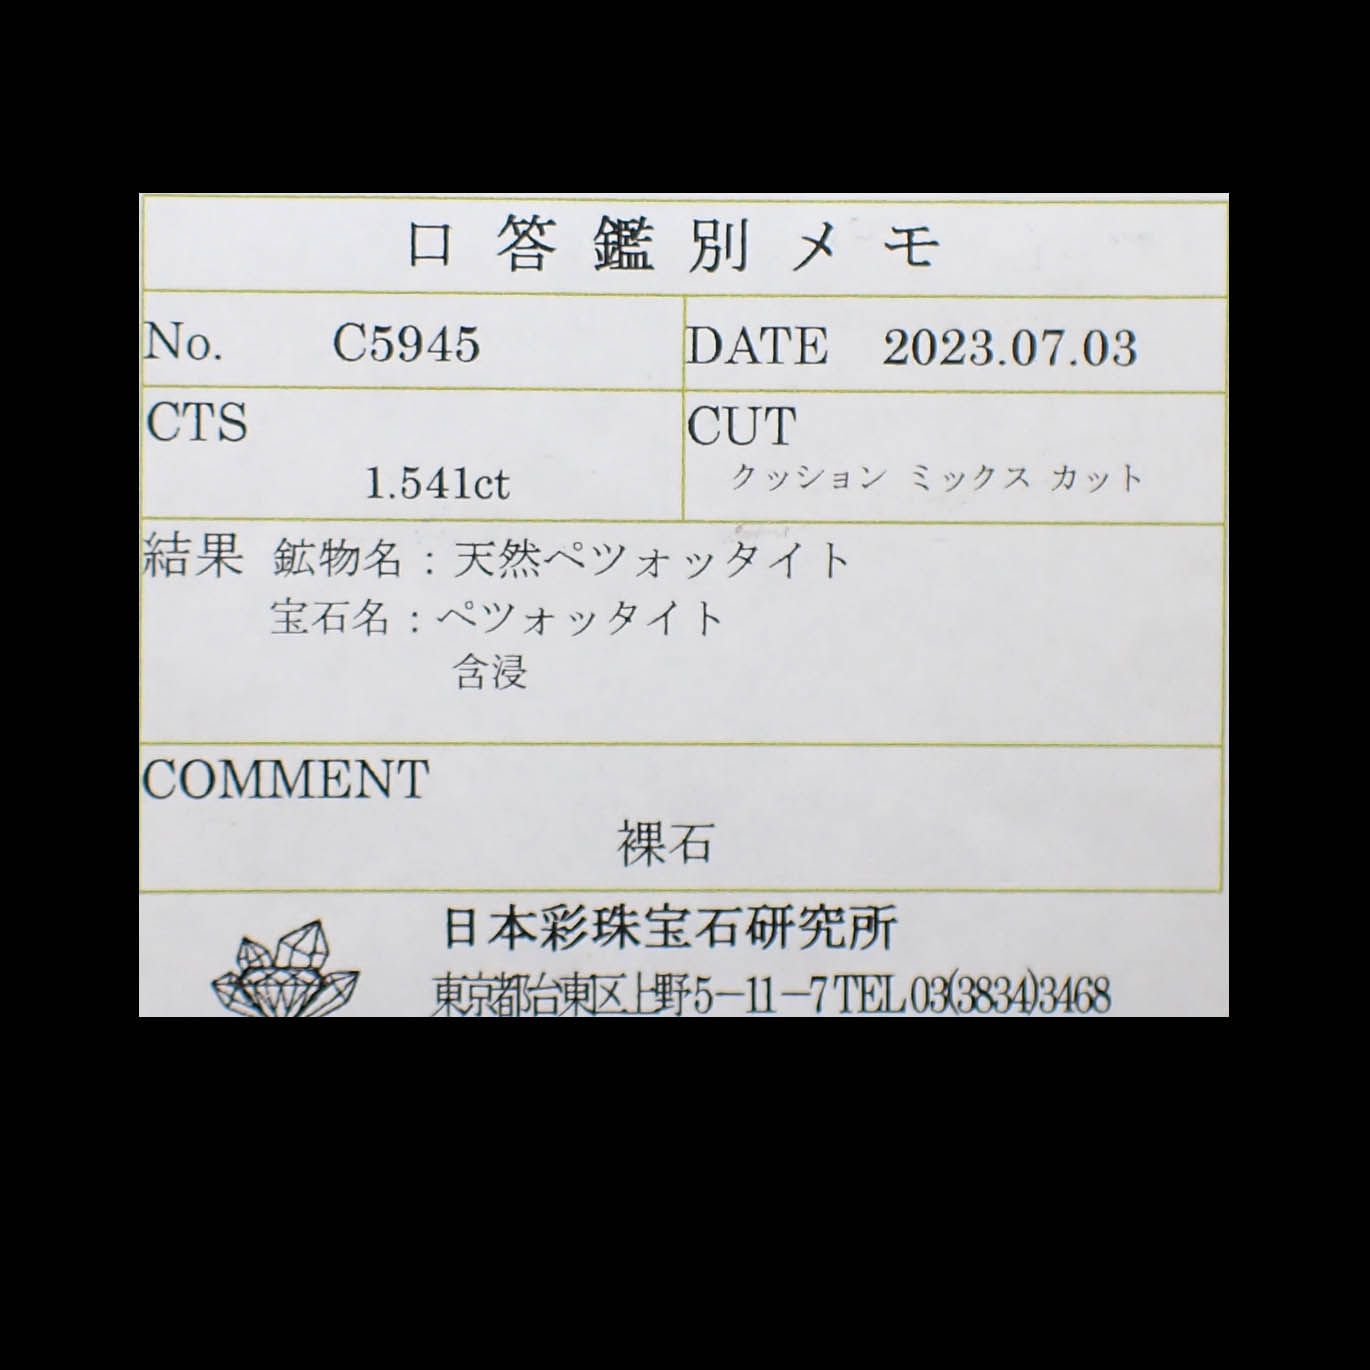 口答鑑別メモ
No. C5945 DATE 2023.07.03
CTS CUT
1.541ct クッション ミックス カット
結果 鉱物名：天然ペツォッタイト
宝石名：ペツォッタイト
含浸
COMMENT
裸石
日本彩珠宝石研究所
東京都台東区上野5－11－7 TEL 03(3834)3468